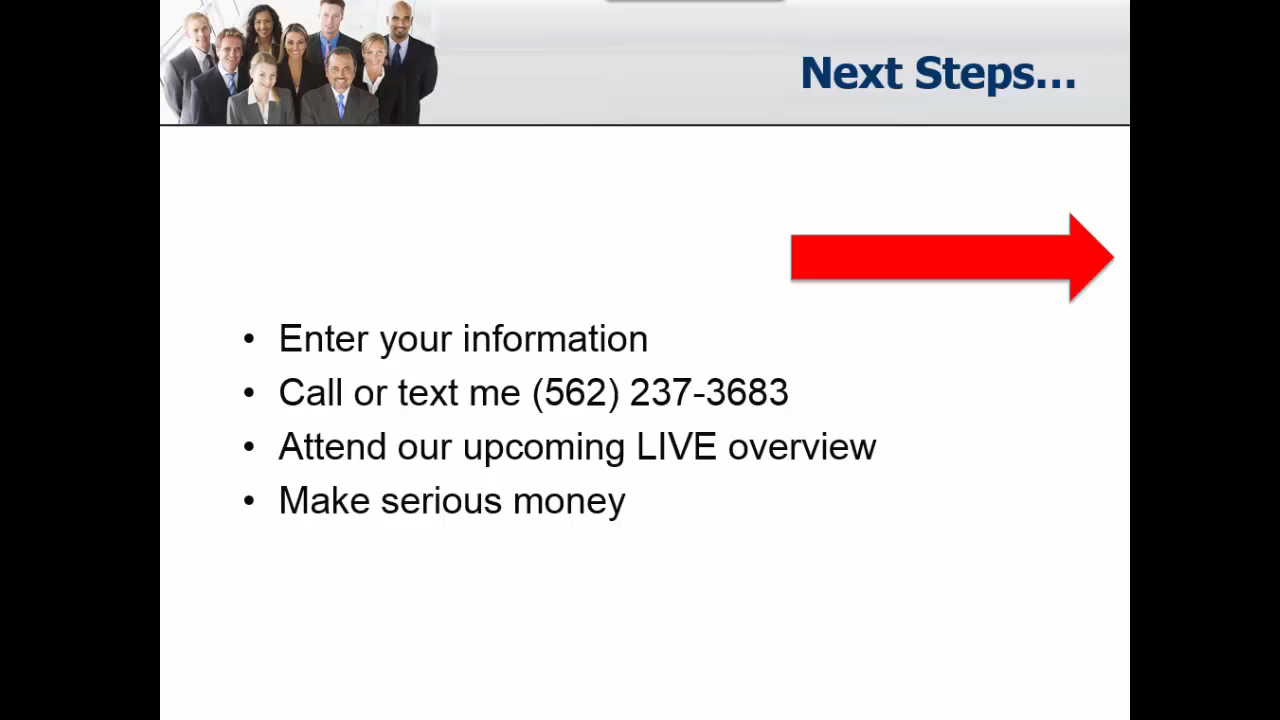 Next Steps...
• Enter your information
• Call or text me (562) 237-3683
• Attend our upcoming LIVE overview
• Make serious money